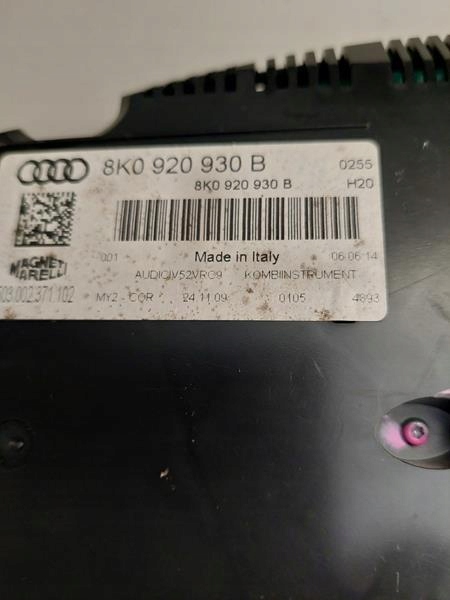 8K0 920 930 B 0255
8K0 920 930 B H20
001 Made in Italy 06:06:14
MAGNETI MARELLI
KOMBIINSTRUMENT
503.002.371.102 MY2-COR 24.11.09 0105 4893